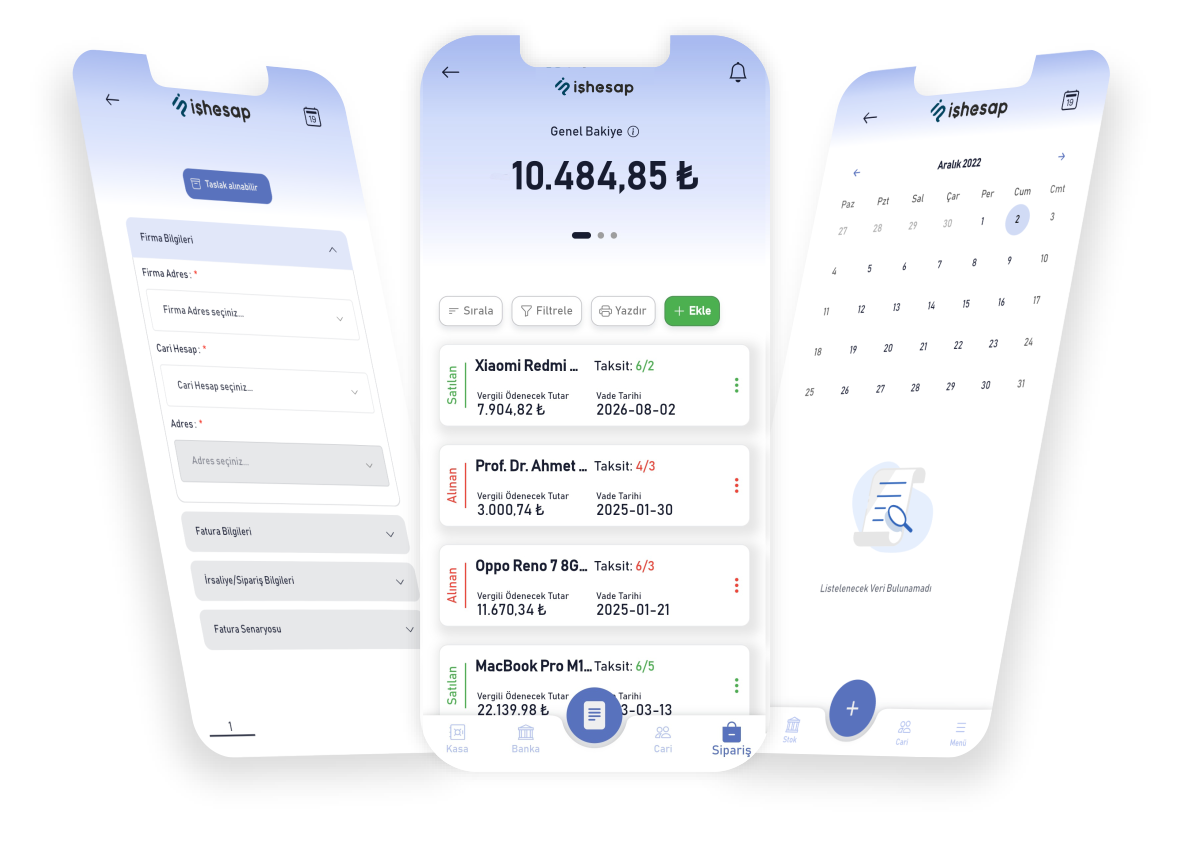 işhesap
19
Taslak alınabilir
Firma Bilgileri
Firma Adres: *
Firma Adres seçiniz...
Cari Hesap: *
Cari Hesap seçiniz...
Adres: *
Adres seçiniz...
Fatura Bilgileri
İrsaliye/Sipariş Bilgileri
Fatura Senaryosu
1
işhesap
Genel Bakiye
10.484,85 ₺
Sırala Filtrele Yazdır + Ekle
Satılan
Xiaomi Redmi ... Taksit: 6/2
Vergili Ödenecek Tutar Vade Tarihi
7.904,82 ₺ 2026-08-02
Alınan
Prof. Dr. Ahmet ... Taksit: 4/3
Vergili Ödenecek Tutar Vade Tarihi
3.000,74 ₺ 2025-01-30
Alınan
Oppo Reno 7 8G... Taksit: 6/3
Vergili Ödenecek Tutar Vade Tarihi
11.670,34 ₺ 2025-01-21
Satılan
MacBook Pro M1... Taksit: 6/5
Vergili Ödenecek Tutar Tarihi
22.139,98 ₺ 3-03-13
Kasa Banka Cari Sipariş
işhesap
19
Aralık 2022
Paz Pzt Sal Çar Per Cum Cmt
27 28 29 30 1 2 3
4 5 6 7 8 9 10
11 12 13 14 15 16 17
18 19 20 21 22 23 24
25 26 27 28 29 30 31
Listelenecek Veri Bulunamadı
+
Stok Cari Menü